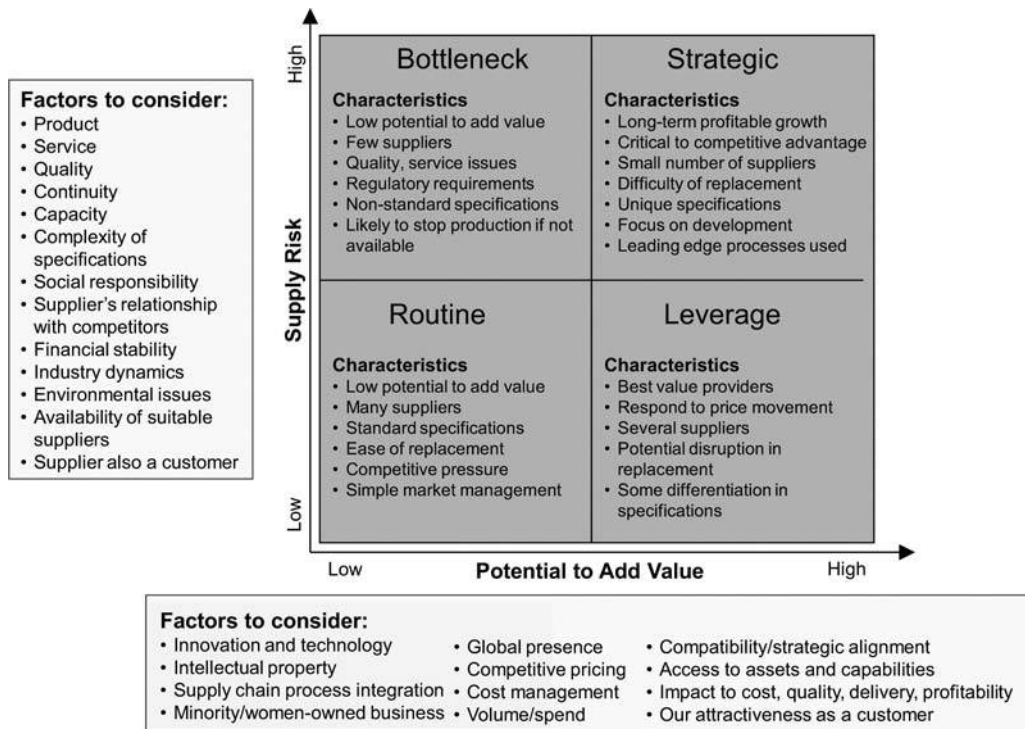 Factors to consider:
• Product
• Service
• Quality
• Continuity
• Capacity
• Complexity of
specifications
• Social responsibility
• Supplier's relationship
with competitors
• Financial stability
• Industry dynamics
• Environmental issues
• Availability of suitable
suppliers
• Supplier also a customer
High
Supply Risk
Low
Bottleneck
Characteristics
• Low potential to add value
• Few suppliers
• Quality, service issues
• Regulatory requirements
• Non-standard specifications
• Likely to stop production if not
available
Strategic
Characteristics
• Long-term profitable growth
• Critical to competitive advantage
• Small number of suppliers
• Difficulty of replacement
• Unique specifications
• Focus on development
• Leading edge processes used
Routine
Characteristics
• Low potential to add value
• Many suppliers
• Standard specifications
• Ease of replacement
• Competitive pressure
• Simple market management
Leverage
Characteristics
• Best value providers
• Respond to price movement
• Several suppliers
• Potential disruption in
replacement
• Some differentiation in
specifications
Low
Potential to Add Value
High
Factors to consider:
• Innovation and technology
• Intellectual property
• Supply chain process integration
• Minority/women-owned business
• Global presence
• Competitive pricing
• Cost management
• Volume/spend
• Compatibility/strategic alignment
• Access to assets and capabilities
• Impact to cost, quality, delivery, profitability
• Our attractiveness as a customer